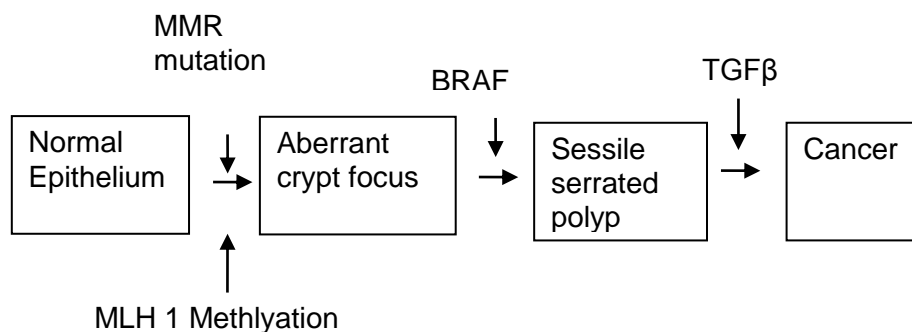 MMR
mutation
BRAF
TGFβ
Normal
Epithelium
Aberrant
crypt focus
Sessile
serrated
polyp
Cancer
MLH 1 Methlyation